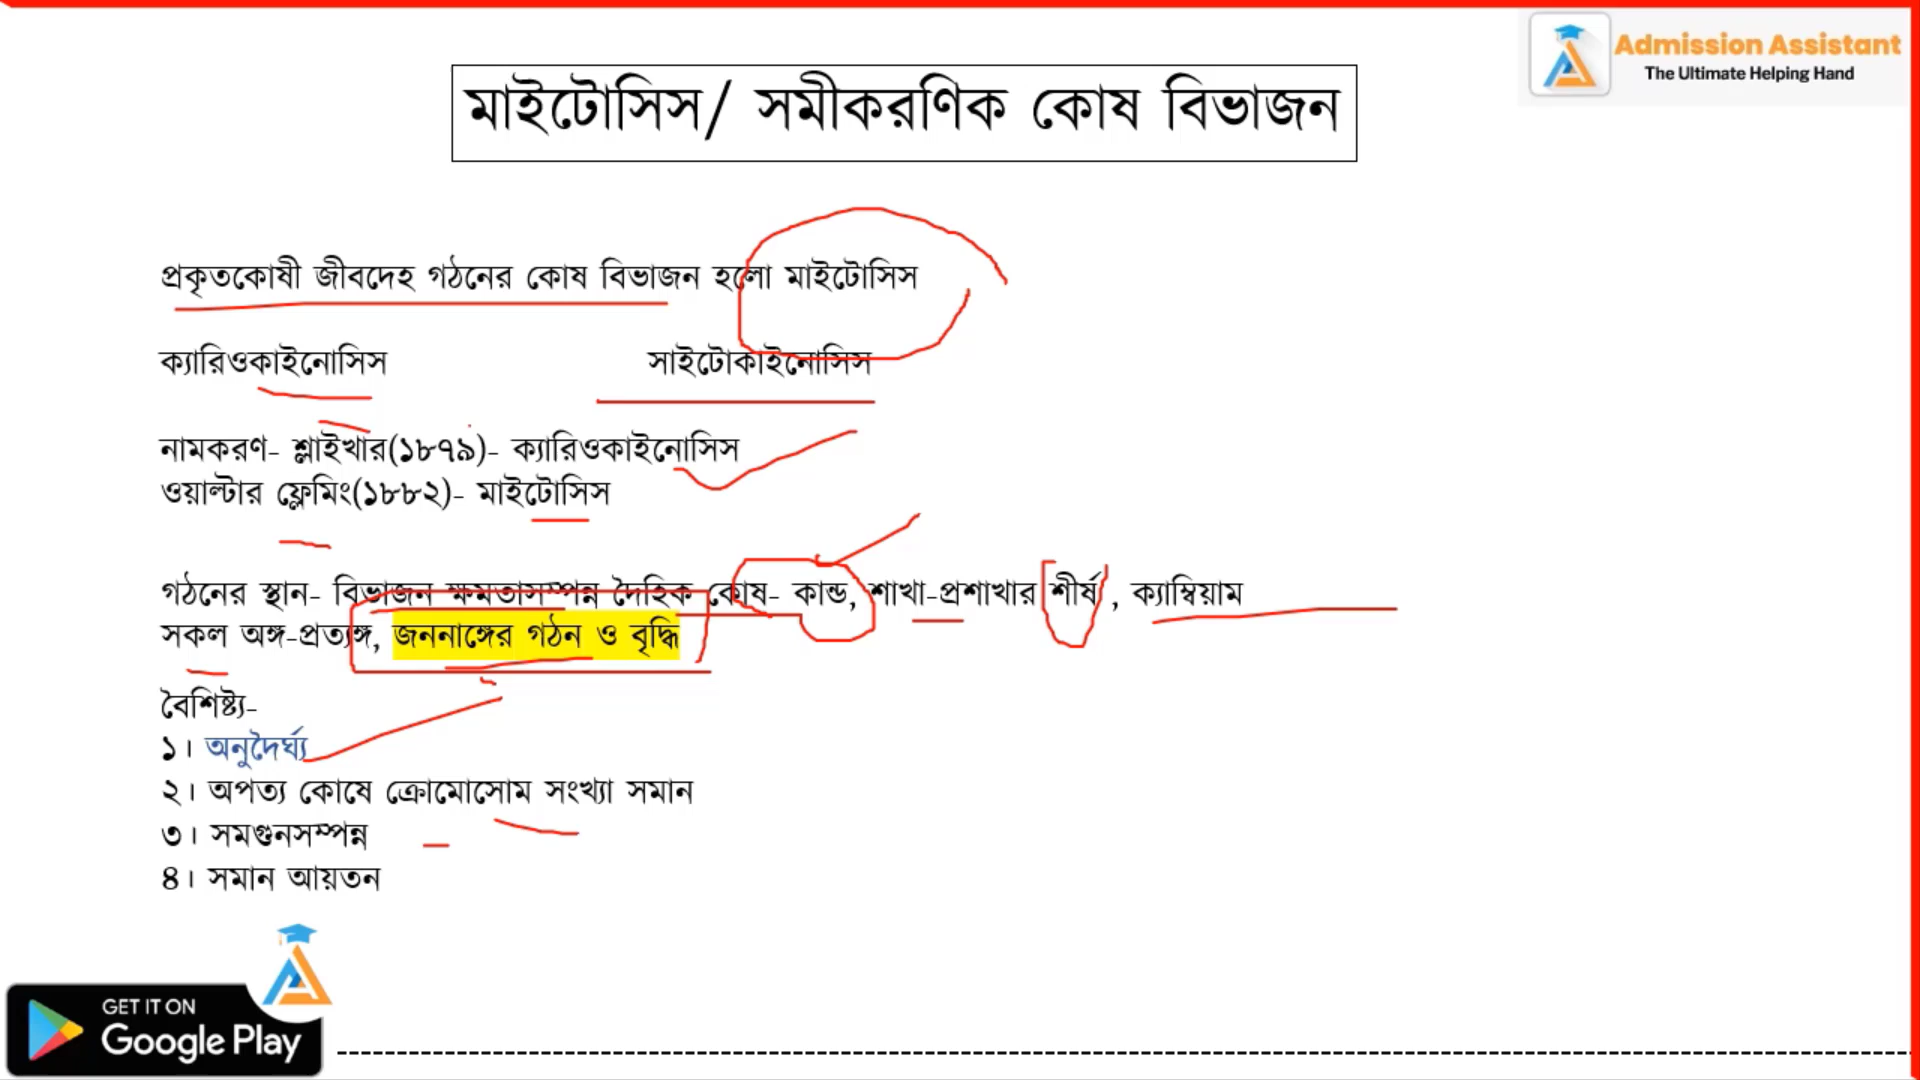 Admission Assistant
The Ultimate Helping Hand
মাইটোসিস/ সমীকরণিক কোষ বিভাজন
প্রকৃতকোষী জীবদেহ গঠনের কোষ বিভাজন হলো মাইটোসিস
ক্যারিওকাইনোসিস সাইটোকাইনোসিস
নামকরণ- শ্লাইখার(১৮৭৯)- ক্যারিওকাইনোসিস
ওয়াল্টার ফ্লেমিং(১৮৮২)- মাইটোসিস
গঠনের স্থান- বিভাজন ক্ষমতাসম্পন্ন দৈহিক কোষ- কান্ড, শাখা-প্রশাখার শীর্ষ , ক্যাম্বিয়াম
সকল অঙ্গ-প্রত্যঙ্গ, জননাঙ্গের গঠন ও বৃদ্ধি
বৈশিষ্ট্য-
১। অনুদৈর্ঘ্য
২। অপত্য কোষে ক্রোমোসোম সংখ্যা সমান
৩। সমগুনসম্পন্ন
৪। সমান আয়তন
GET IT ON
Google Play